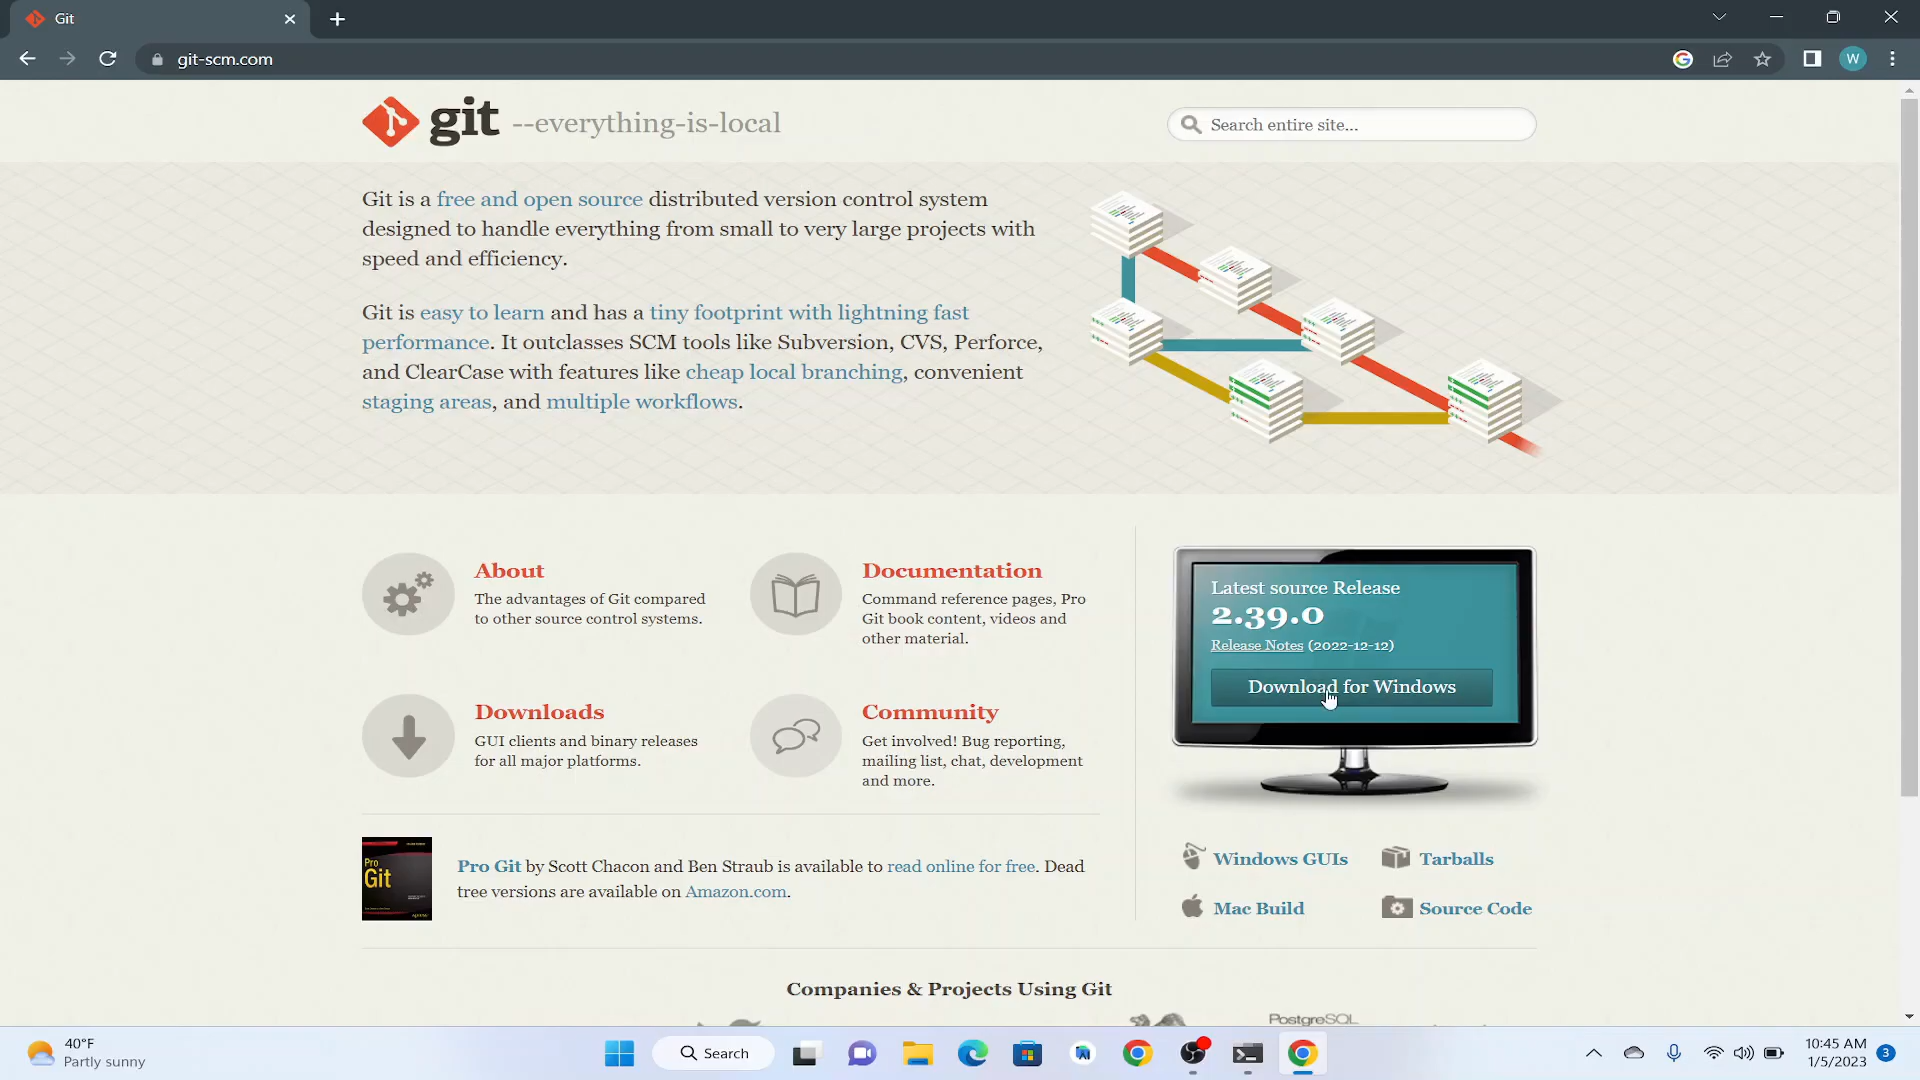 Git
git-scm.com
W
git --everything-is-local
Search entire site...
Git is a free and open source distributed version control system
designed to handle everything from small to very large projects with
speed and efficiency.
Git is easy to learn and has a tiny footprint with lightning fast
performance. It outclasses SCM tools like Subversion, CVS, Perforce,
and ClearCase with features like cheap local branching, convenient
staging areas, and multiple workflows.
About
The advantages of Git compared
to other source control systems.
Documentation
Command reference pages, Pro
Git book content, videos and
other material.
Downloads
GUI clients and binary releases
for all major platforms.
Community
Get involved! Bug reporting,
mailing list, chat, development
and more.
Latest source Release
2.39.0
Release Notes (2022-12-12)
Download for Windows
Pro
Git
Pro Git by Scott Chacon and Ben Straub is available to read online for free. Dead
tree versions are available on Amazon.com.
Windows GUIs
Tarballs
Mac Build
Source Code
Companies & Projects Using Git
PostgreSQL
40°F
Partly sunny
Search
10:45 AM
1/5/2023
3